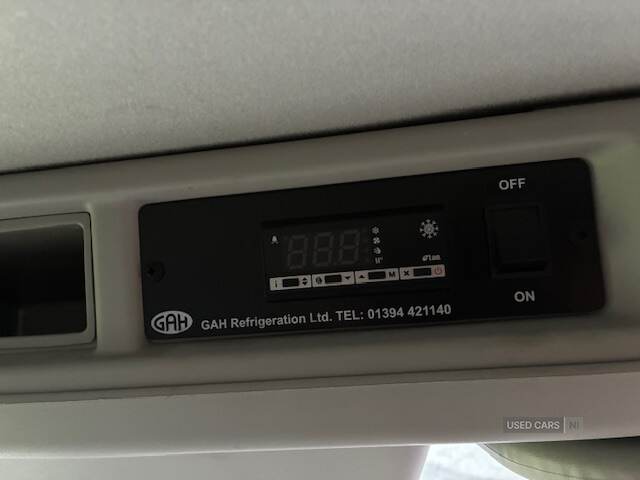 OFF
888
i
M
ON
GAH
GAH Refrigeration Ltd. TEL: 01394 421140
USED CARS NI